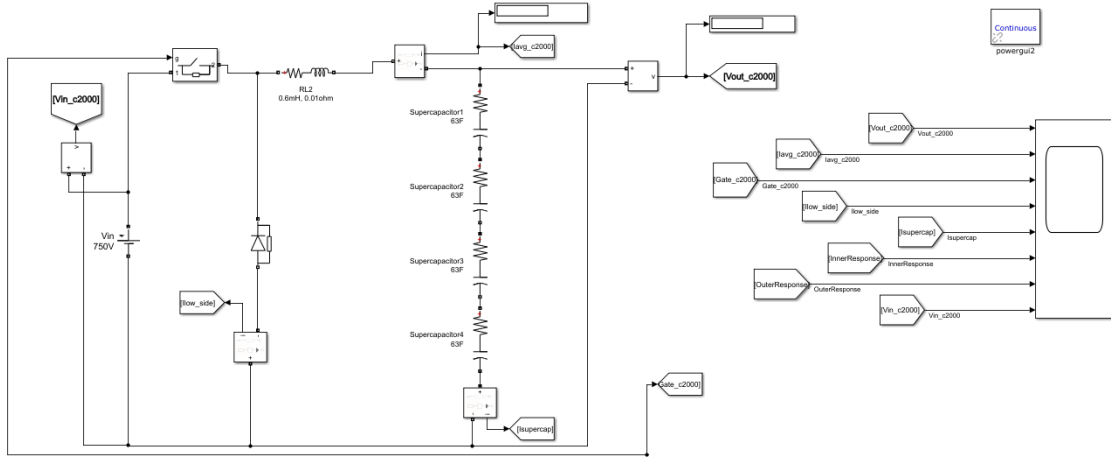 Continuous
powergui2
[Iavg_c2000]
[Vout_c2000]
g
1
2
i
+
-
+
-
v
[Vin_c2000]
RL2
0.6mH, 0.01ohm
Supercapacitor1
63F
v
+
-
[Vout_c2000]
Vout_c2000
[Iavg_c2000]
Iavg_c2000
Supercapacitor2
63F
[Gate_c2000]
Gate_c2000
[Ilow_side]
Ilow_side
Vin
750V
[Isupercap]
Isupercap
Supercapacitor3
63F
[InnerResponse]
InnerResponse
[OuterResponse]
OuterResponse
[Ilow_side]
[Vin_c2000]
Vin_c2000
Supercapacitor4
63F
[Gate_c2000]
[Isupercap]